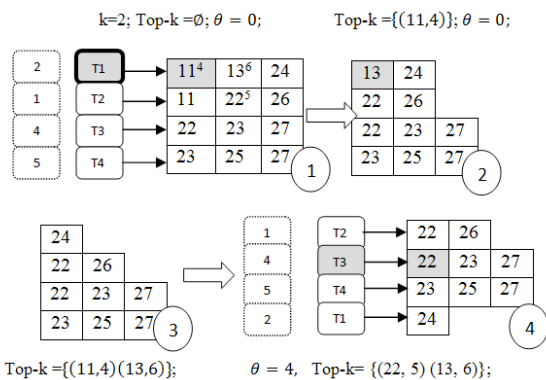 k=2; Top-k =∅; θ = 0; Top-k ={(11,4)}; θ = 0;
2 T1 11⁴ 13⁶ 24
1 T2 11 22⁵ 26
4 T3 22 23 27
5 T4 23 25 27
1
13 24
22 26
22 23 27
23 25 27
2
24
22 26
22 23 27
23 25 27
3
1 T2 22 26
4 T3 22 23 27
5 T4 23 25 27
2 T1 24
4
Top-k ={(11,4)(13,6)}; θ = 4, Top-k= {(22, 5) (13, 6)};